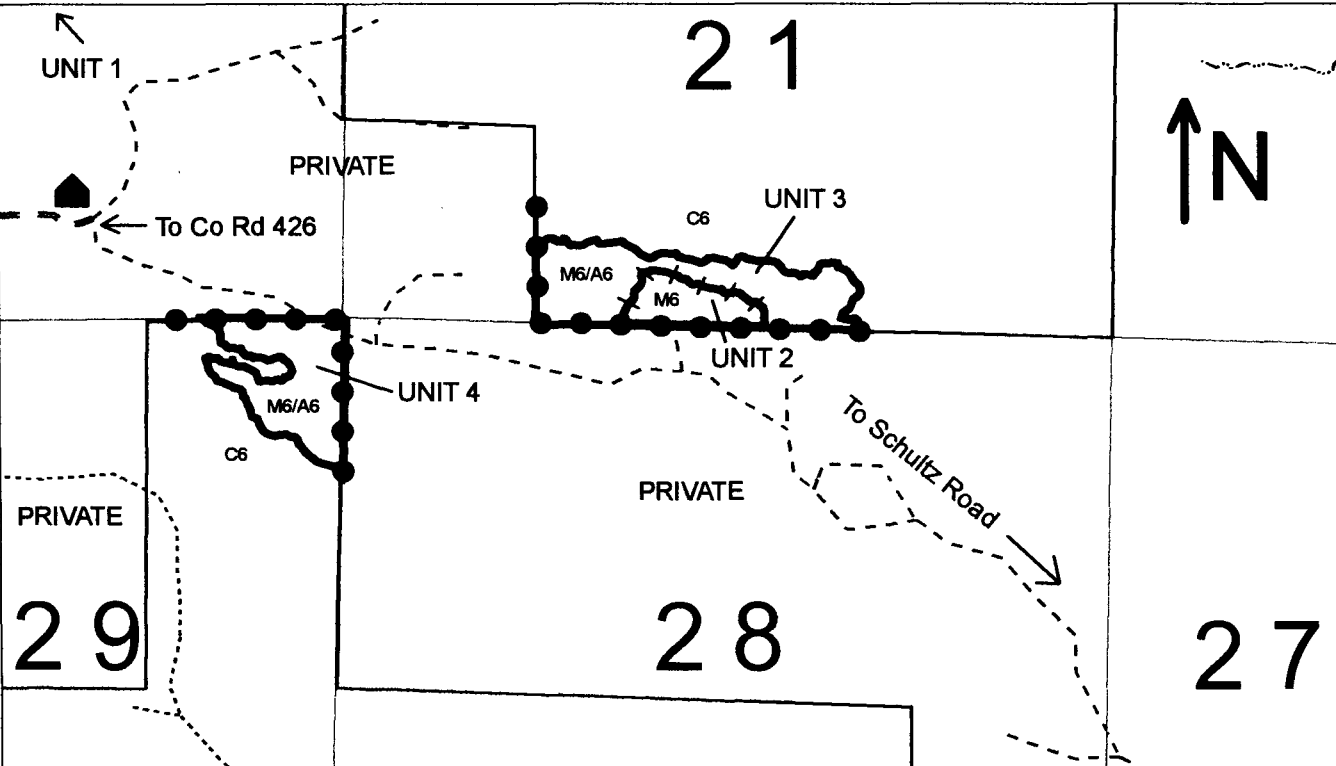 21
UNIT 1
N
PRIVATE
UNIT 3
C6
To Co Rd 426
M6/A6
M6
UNIT 2
UNIT 4
M6/A6
To Schultz Road
C6
PRIVATE
PRIVATE
29
28
27